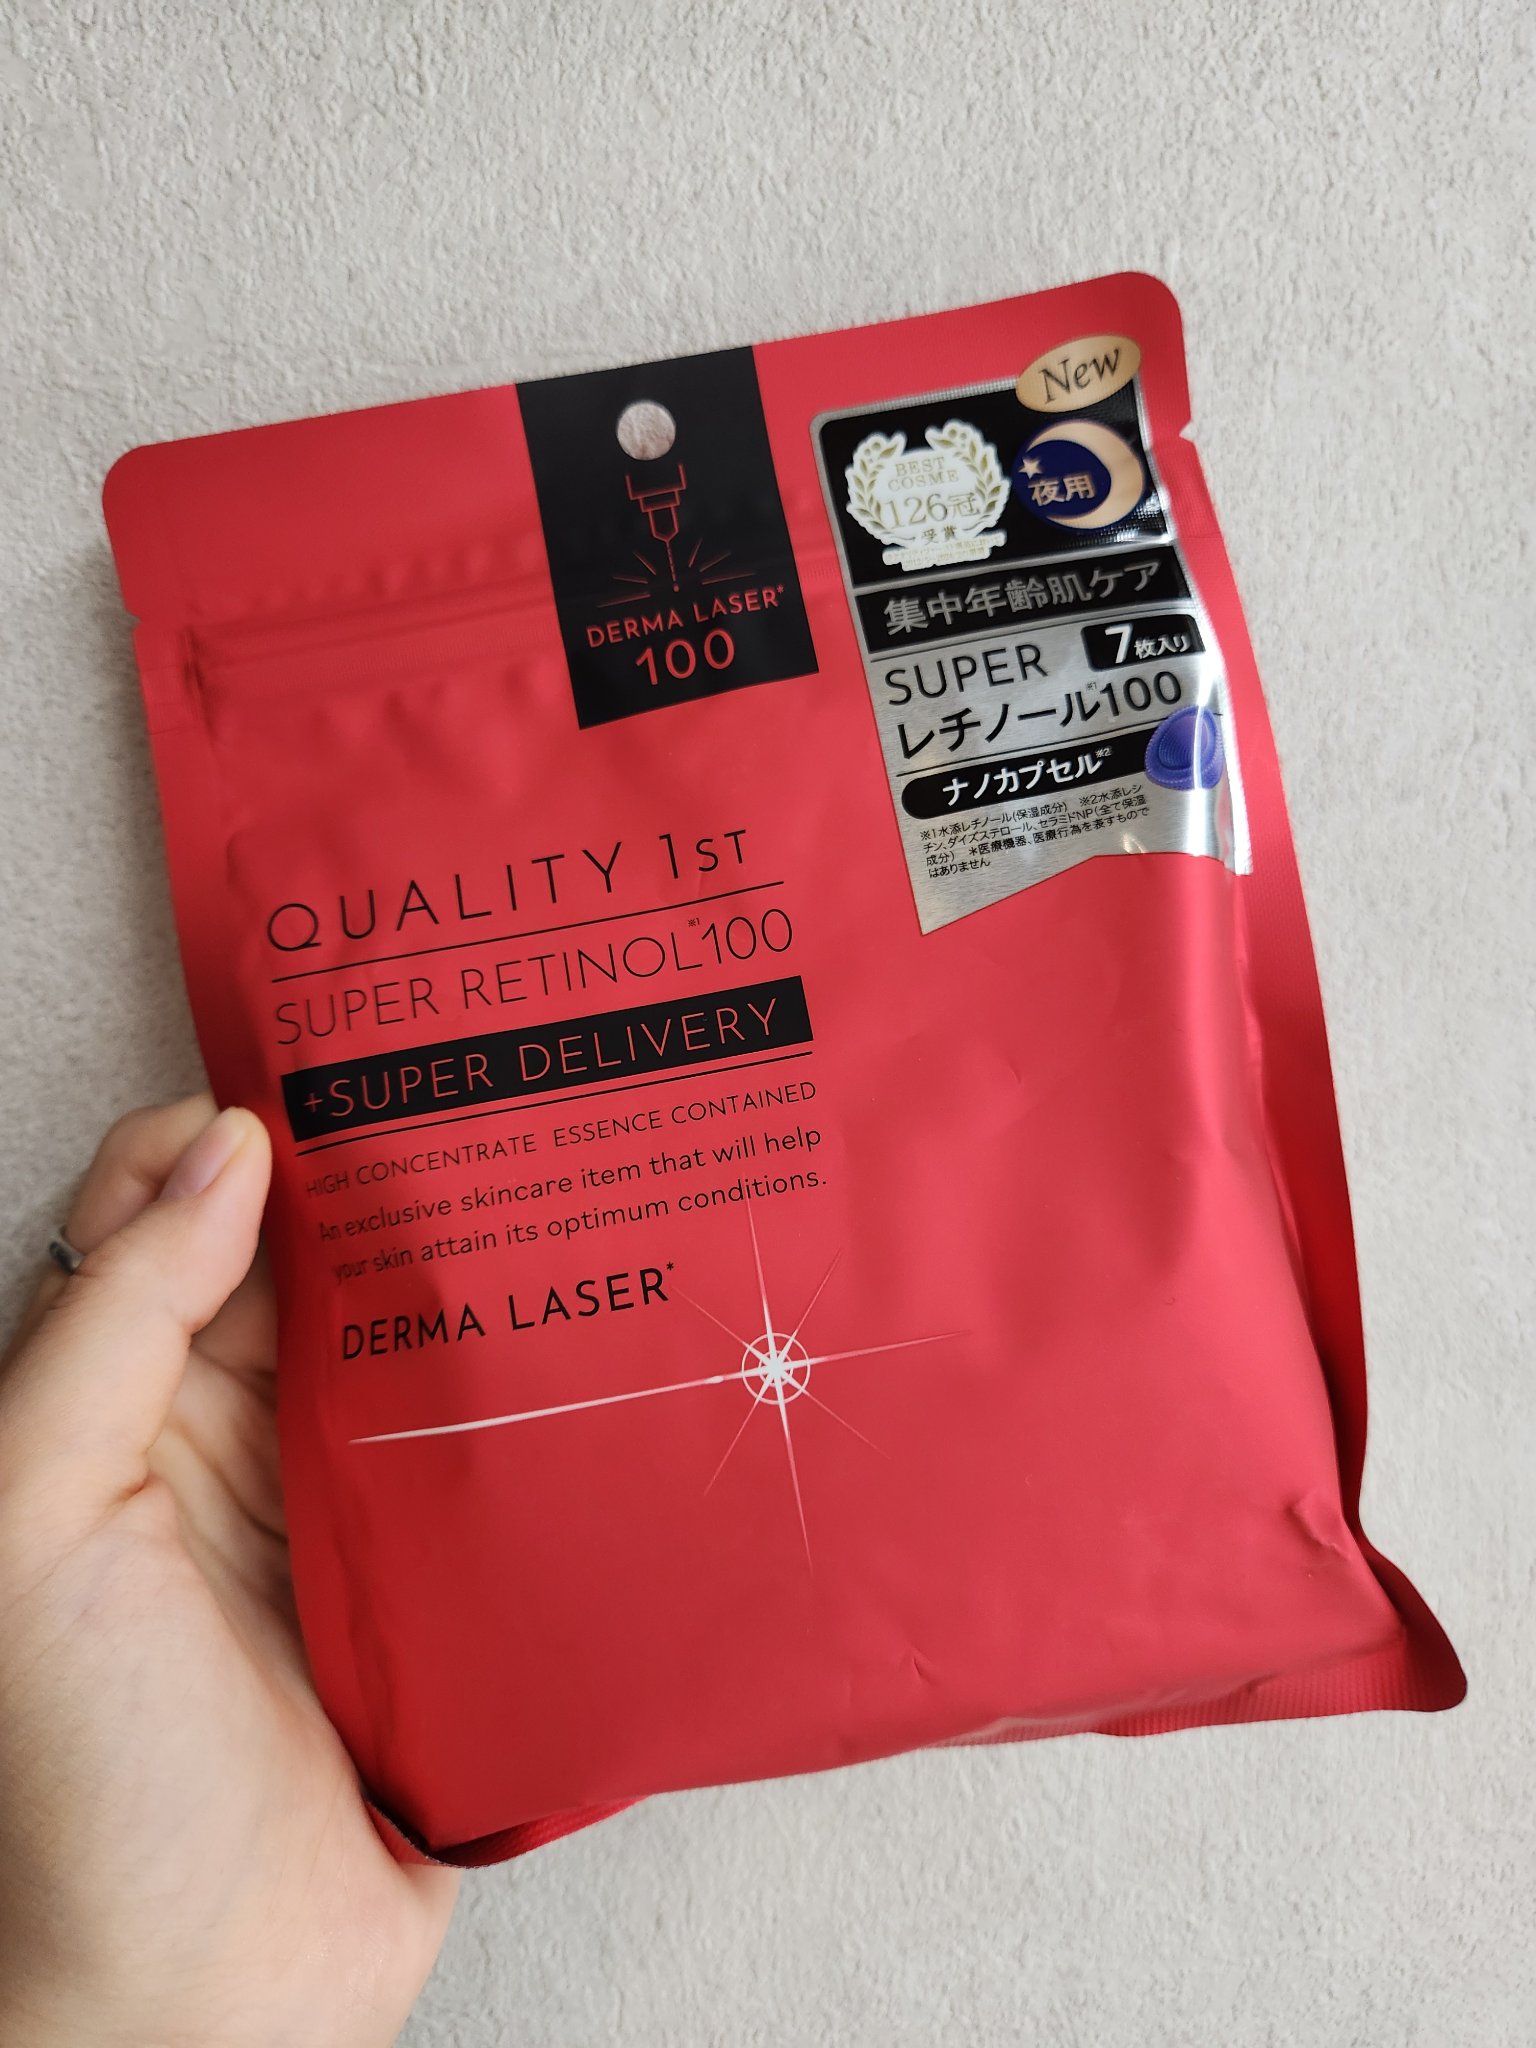 DERMA LASER*
100
New
BEST
COSME
126冠
受賞
夜用
集中年齢肌ケア
SUPER
7枚入り
レチノール※1100
ナノカプセル※2
※1水添レチノール(保湿成分) ※2水添レシ
チン、ダイズステロール、セラミドNP(全て保湿
成分) *医療機器、医療行為を表すもので
はありません
QUALITY 1ST
SUPER RETINOL※1100
+SUPER DELIVERY
HIGH CONCENTRATE ESSENCE CONTAINED
An exclusive skincare item that will help
your skin attain its optimum conditions.
DERMA LASER*